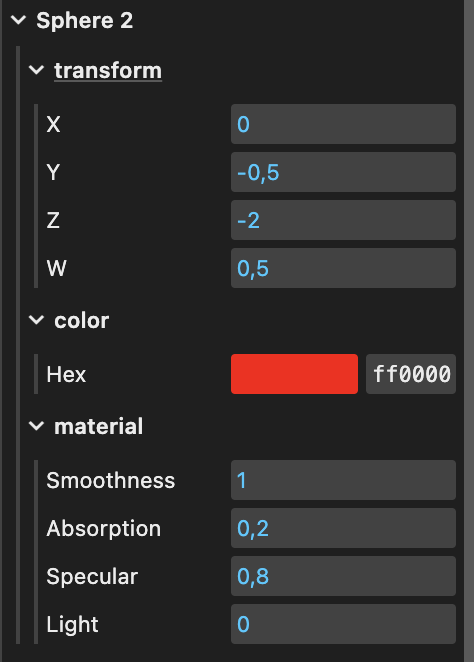 Sphere 2
transform
X 0
Y -0,5
Z -2
W 0,5
color
Hex ff0000
material
Smoothness 1
Absorption 0,2
Specular 0,8
Light 0